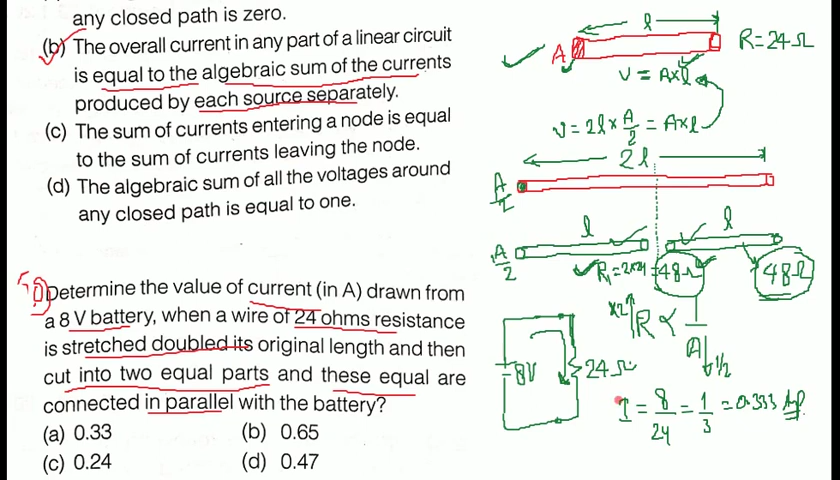 any closed path is zero.
(b) The overall current in any part of a linear circuit
is equal to the algebraic sum of the currents
produced by each source separately.
(c) The sum of currents entering a node is equal
to the sum of currents leaving the node.
(d) The algebraic sum of all the voltages around
any closed path is equal to one.
Determine the value of current (in A) drawn from
a 8 V battery, when a wire of 24 ohms resistance
is stretched doubled its original length and then
cut into two equal parts and these equal are
connected in parallel with the battery?
(a) 0.33 (b) 0.65
(c) 0.24 (d) 0.47
l
A R = 24Ω
V = A×l
V = 2l × A/2 = A×l
2l
A/2
l l
A/2
R₁ = 2×24 = 48Ω 48Ω
×2↑ R ∝ —/A ↓ 1/2
8V 24Ω
I = 8/24 = 1/3 = 0.333 Amp